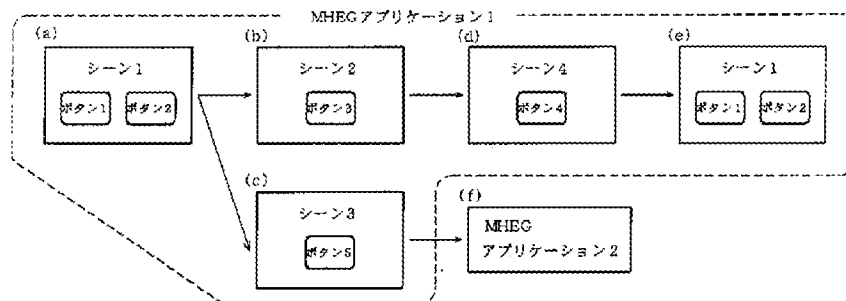 MHEGアプリケーション1
(a)
シーン1
ボタン1
ボタン2
(b)
シーン2
ボタン3
(d)
シーン4
ボタン4
(e)
シーン1
ボタン1
ボタン2
(c)
シーン3
ボタン5
(f)
MHEG
アプリケーション2